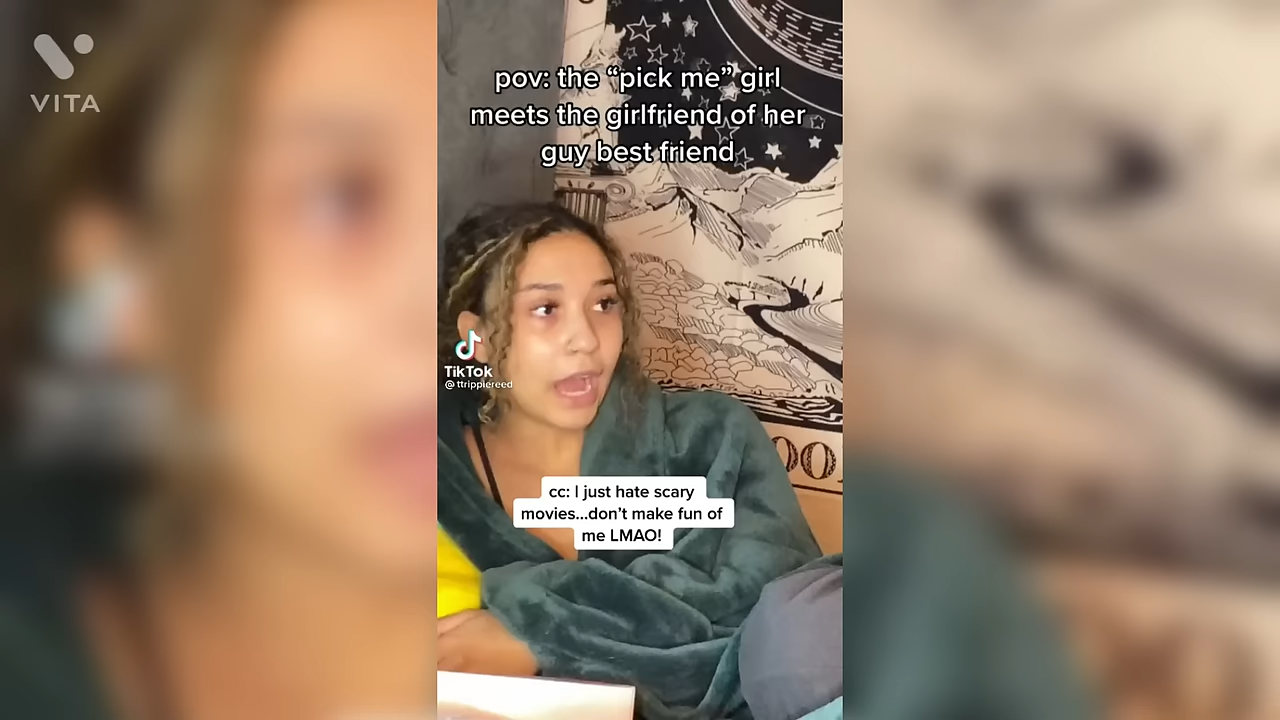 VITA
pov: the “pick me” girl
meets the girlfriend of her
guy best friend
TikTok
@ttrippiereed
cc: I just hate scary
movies...don’t make fun of
me LMAO!